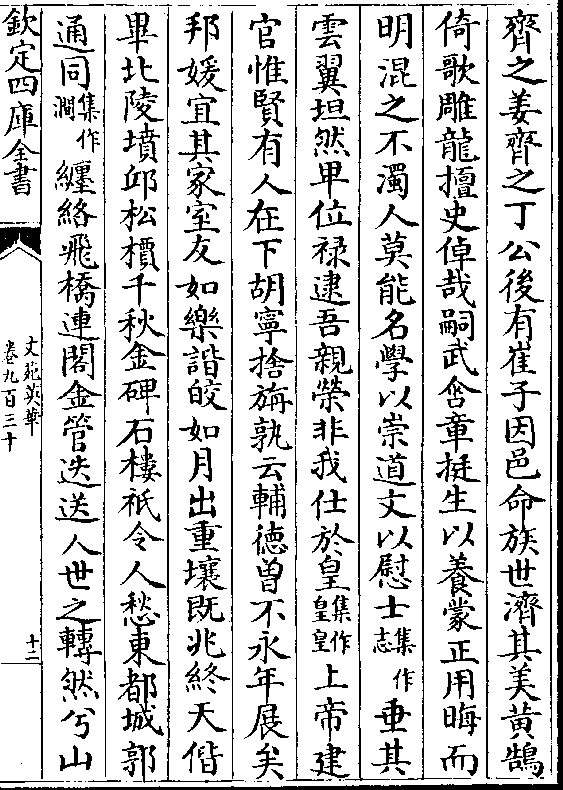 齊之姜齊之丁公後有崔子因邑命族世濟其美黄鵠
倚歌雕龍擅史倬哉嗣武含章挺生以養蒙正用晦而
明混之不濁人莫能名學以崇道文以慰士集作志垂其
雲翼坦然卑位禄逮吾親榮非我仕於皇集作皇皇上帝建
官惟賢有人在下胡寧捨旃孰云輔徳曽不永年展矣
邦媛宜其家室友如樂諧皎如月出重壤既兆終天偕
畢北陵墳邱松檟千秋金碑石樓祇令人愁東都城郭
通同集作澗纏絡飛橋連閣金管迭送人世之轉然兮山
欽定四庫全書
文苑英華
卷九百三十
十二